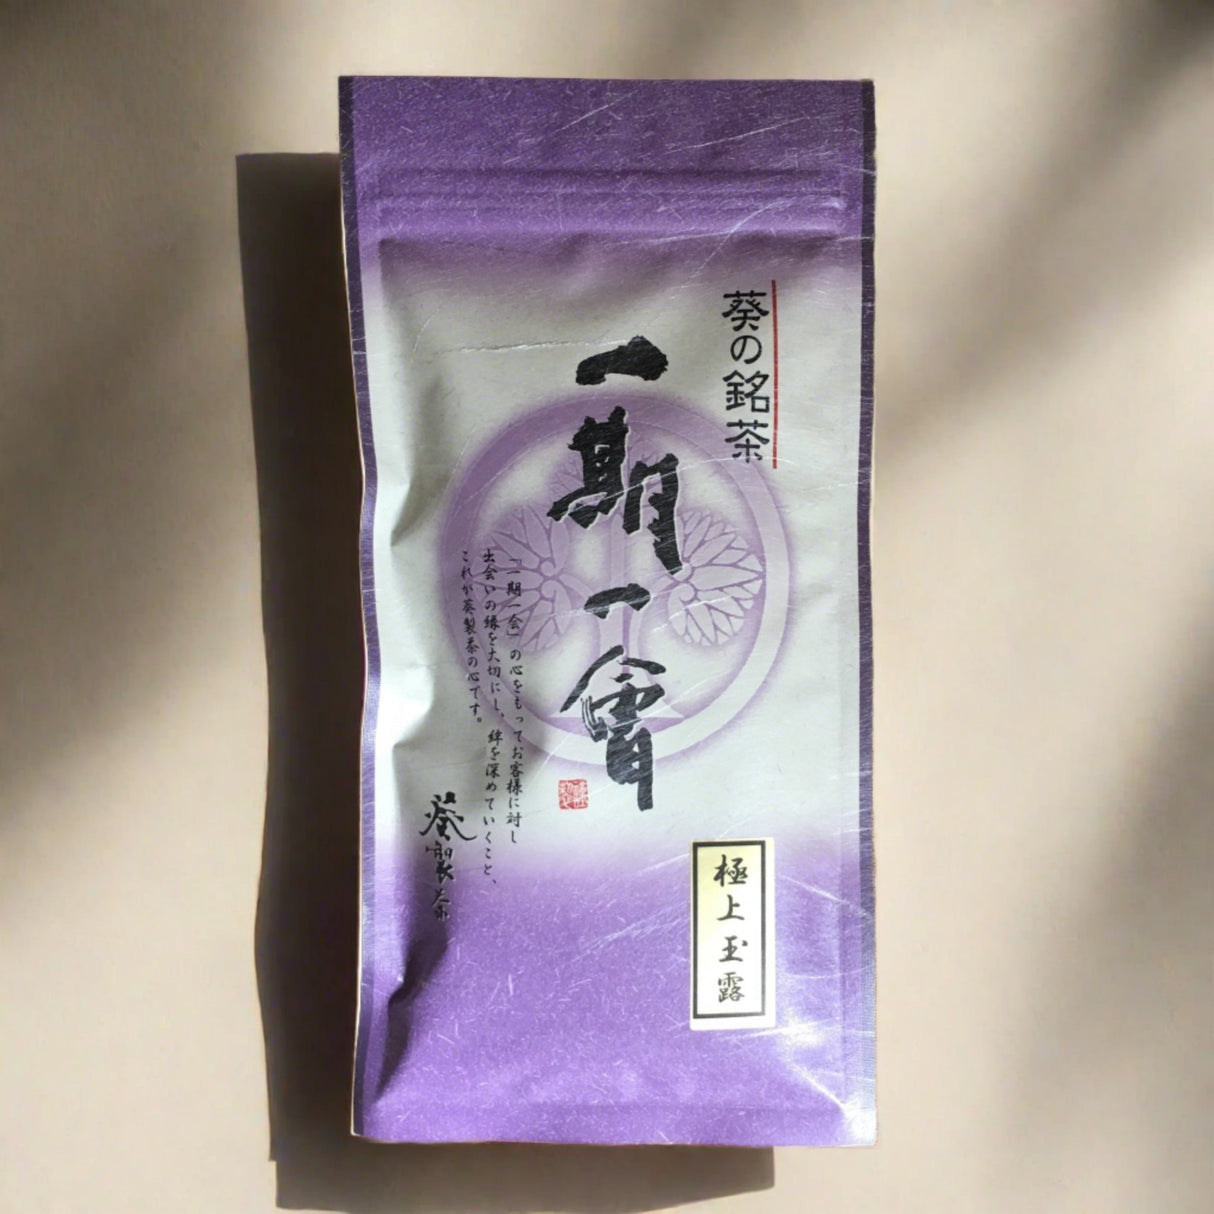 葵の銘茶
一期一會
「一期一会」の心をもってお客様に対し
出会いの縁を大切にし、絆を深めていくこと、
これが葵製茶の心です。
葵製茶
極上玉露